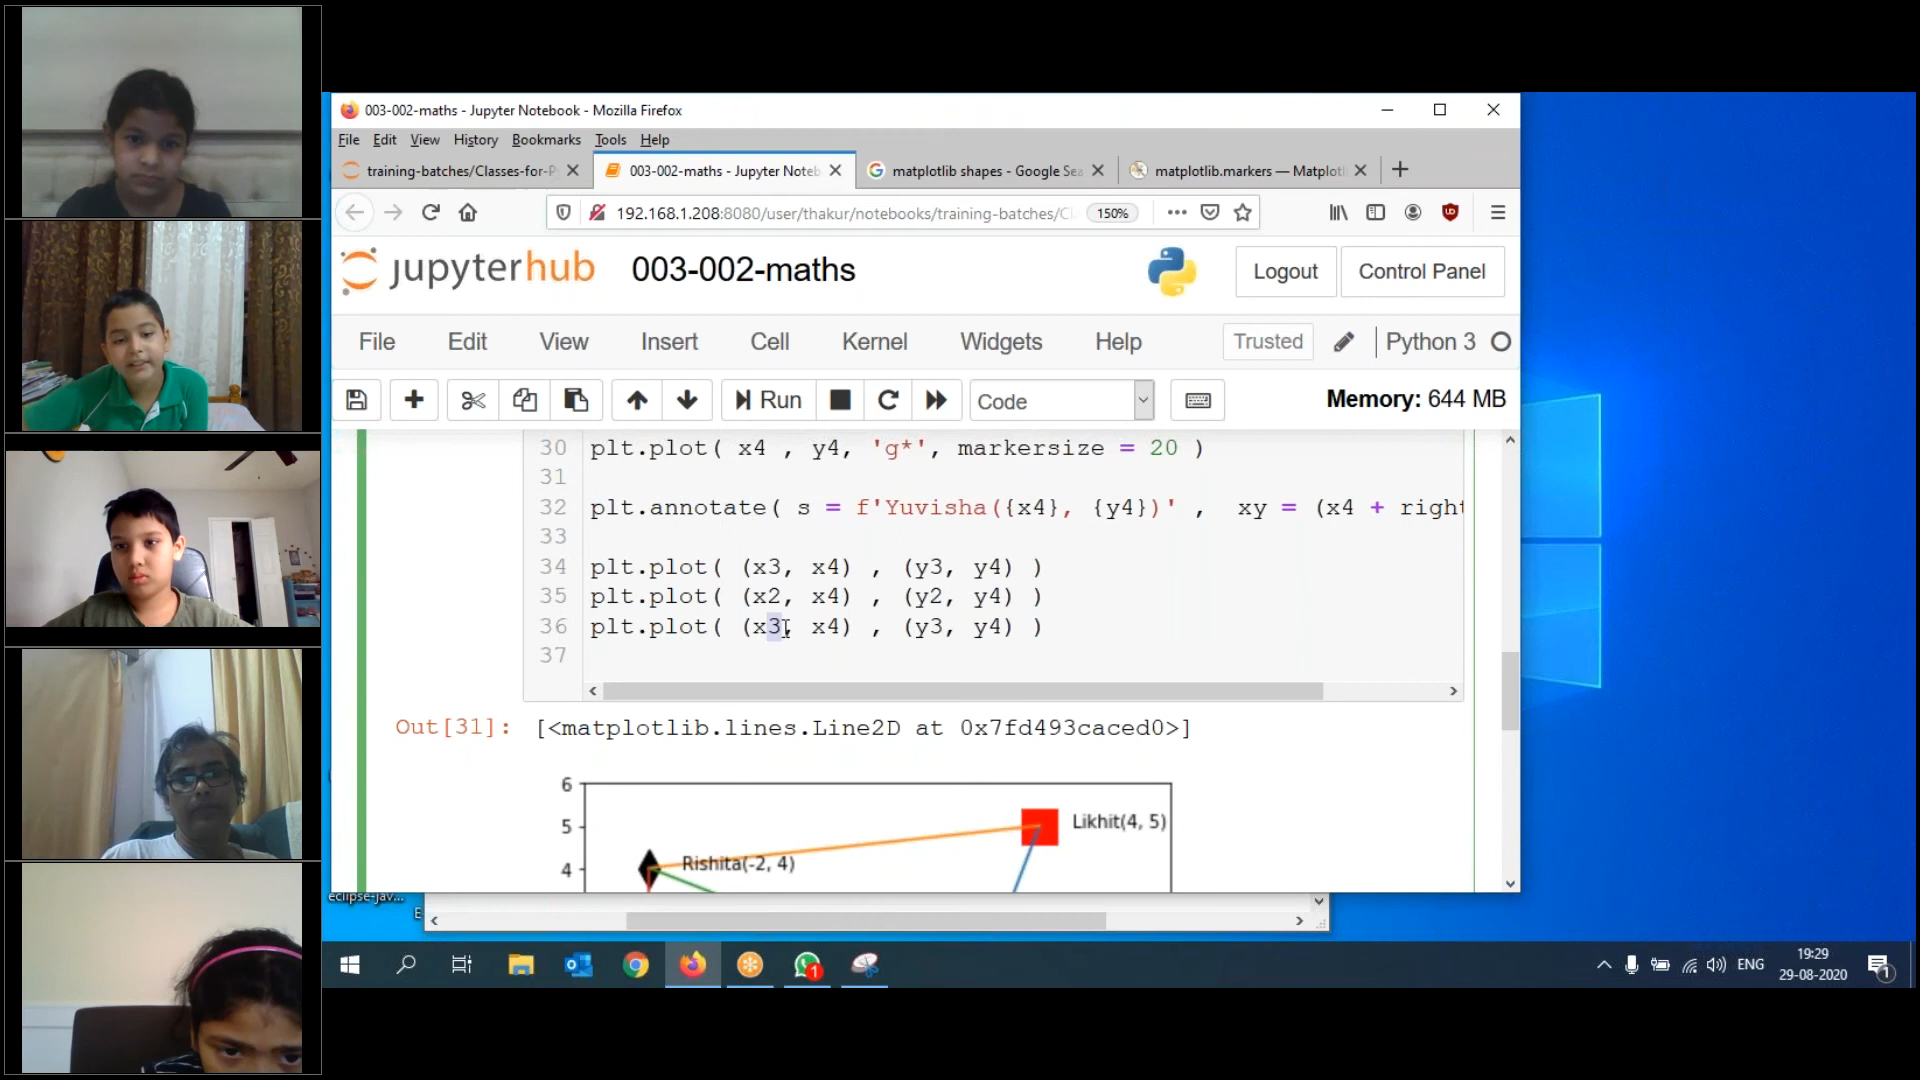 003-002-maths - Jupyter Notebook - Mozilla Firefox
File Edit View History Bookmarks Tools Help
training-batches/Classes-for-P
003-002-maths - Jupyter Noteb
matplotlib shapes - Google Sea
matplotlib.markers — Matplotl
192.168.1.208:8080/user/thakur/notebooks/training-batches/Cl
150%
jupyterhub 003-002-maths
Logout Control Panel
File Edit View Insert Cell Kernel Widgets Help
Trusted Python 3
Run Code
Memory: 644 MB
30 plt.plot( x4 , y4, 'g*', markersize = 20 )
31
32 plt.annotate( s = f'Yuvisha({x4}, {y4})' , xy = (x4 + right
33
34 plt.plot( (x3, x4) , (y3, y4) )
35 plt.plot( (x2, x4) , (y2, y4) )
36 plt.plot( (x3, x4) , (y3, y4) )
37
Out[31]: [<matplotlib.lines.Line2D at 0x7fd493caced0>]
6
5
4
Likhit(4, 5)
Rishita(-2, 4)
eclipse-jav...
E
ENG
19:29
29-08-2020
1
1